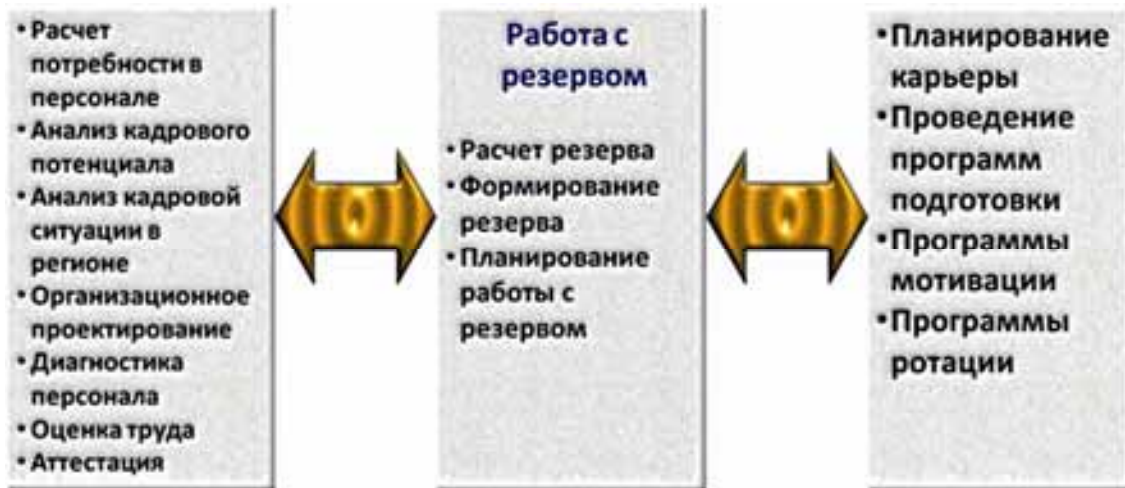 • Расчет
потребности в
персонале
• Анализ кадрового
потенциала
• Анализ кадровой
ситуации в
регионе
• Организационное
проектирование
• Диагностика
персонала
• Оценка труда
• Аттестация
Работа с
резервом
• Расчет резерва
• Формирование
резерва
• Планирование
работы с
резервом
• Планирование
карьеры
• Проведение
программ
подготовки
• Программы
мотивации
• Программы
ротации